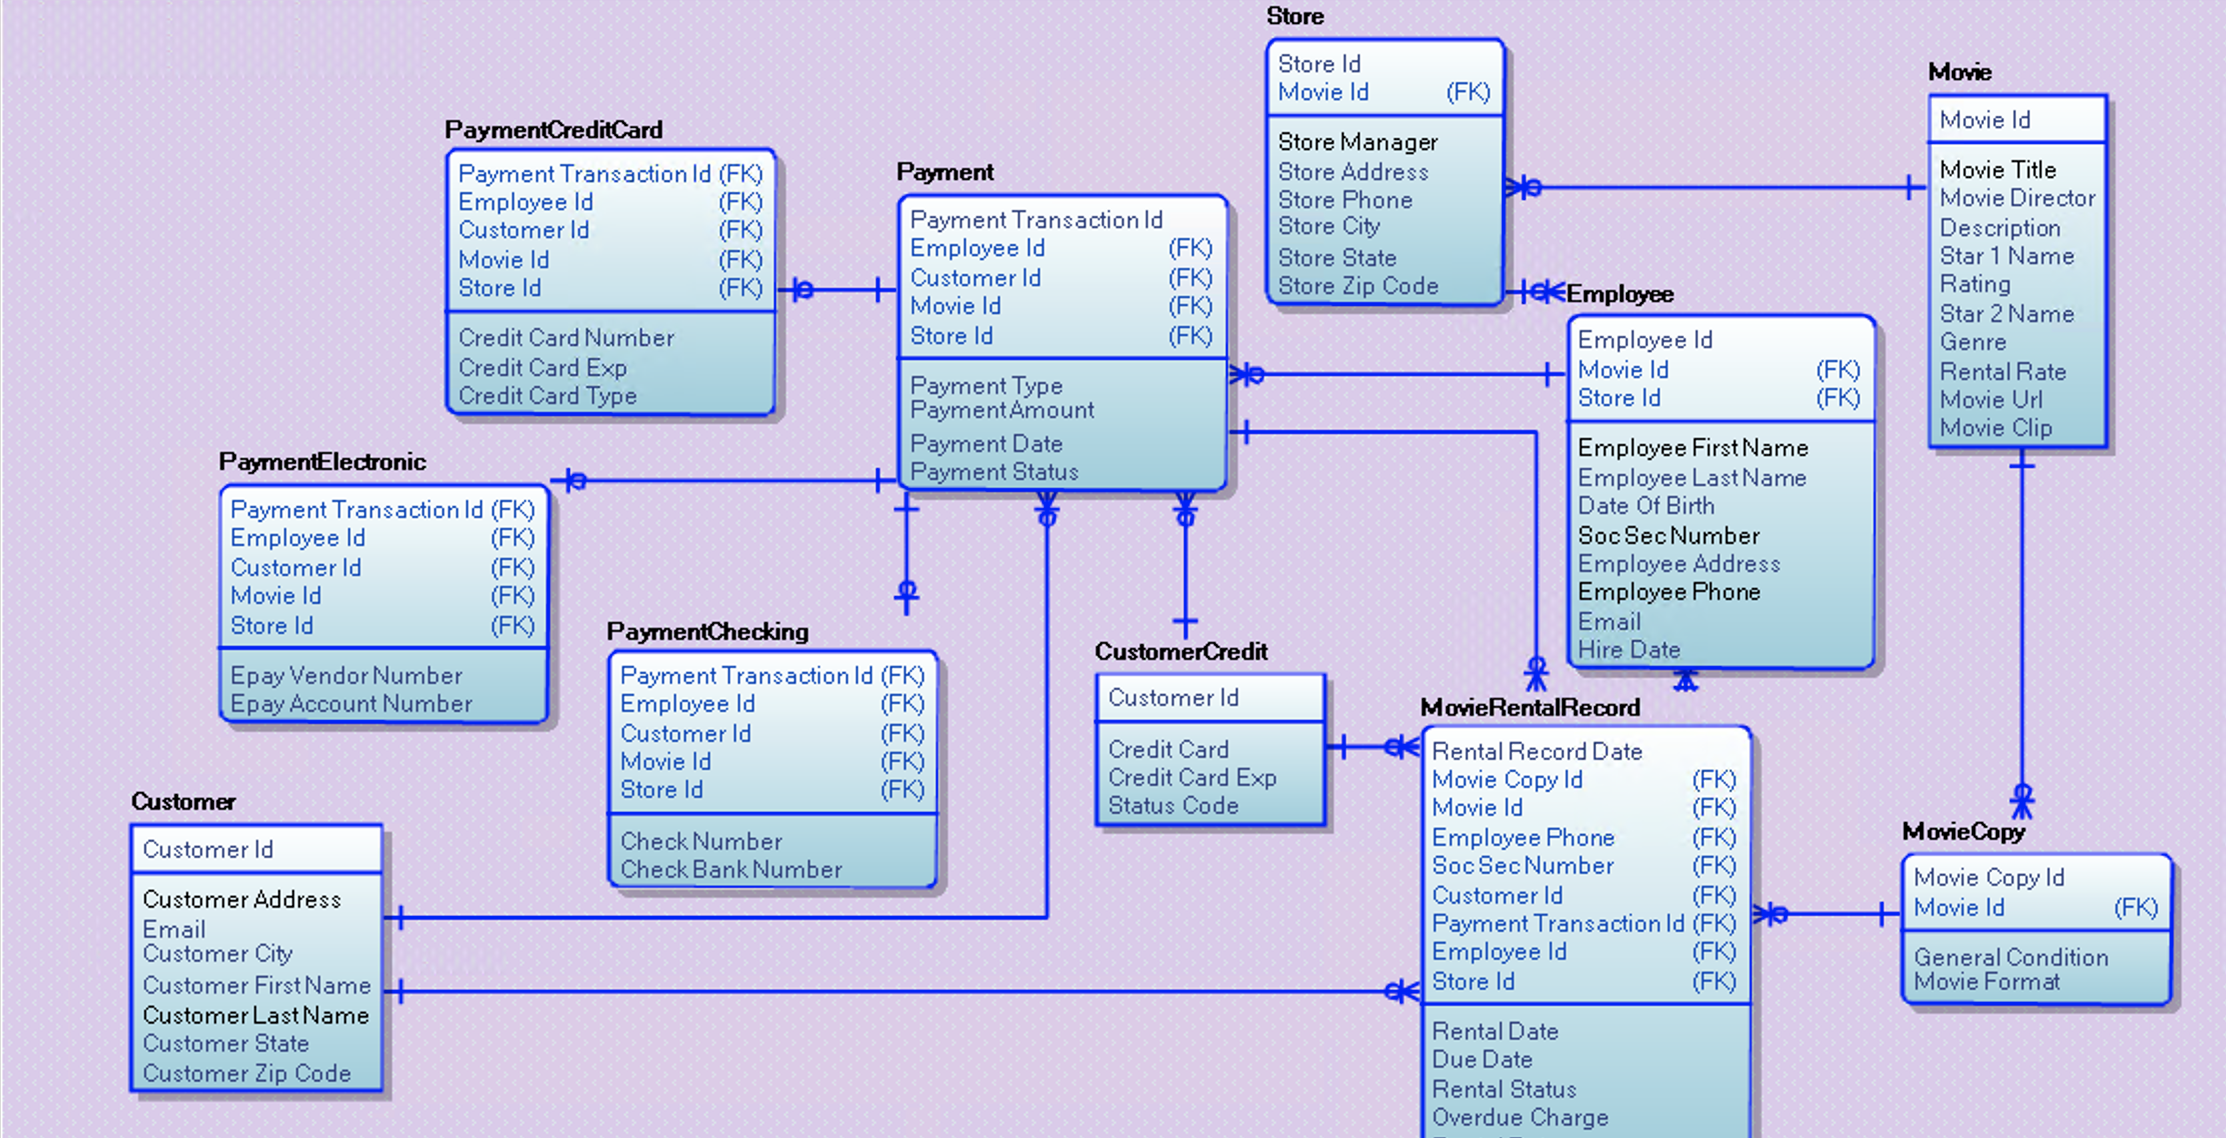 Store
Store Id
Movie Id (FK)
Store Manager
Store Address
Store Phone
Store City
Store State
Store Zip Code
Movie
Movie Id
Movie Title
Movie Director
Description
Star 1 Name
Rating
Star 2 Name
Genre
Rental Rate
Movie Url
Movie Clip
PaymentCreditCard
Payment Transaction Id (FK)
Employee Id (FK)
Customer Id (FK)
Movie Id (FK)
Store Id (FK)
Credit Card Number
Credit Card Exp
Credit Card Type
Payment
Payment Transaction Id
Employee Id (FK)
Customer Id (FK)
Movie Id (FK)
Store Id (FK)
Payment Type
Payment Amount
Payment Date
Payment Status
Employee
Employee Id
Movie Id (FK)
Store Id (FK)
Employee First Name
Employee Last Name
Date Of Birth
Soc Sec Number
Employee Address
Employee Phone
Email
Hire Date
PaymentElectronic
Payment Transaction Id (FK)
Employee Id (FK)
Customer Id (FK)
Movie Id (FK)
Store Id (FK)
Epay Vendor Number
Epay Account Number
PaymentChecking
Payment Transaction Id (FK)
Employee Id (FK)
Customer Id (FK)
Movie Id (FK)
Store Id (FK)
Check Number
Check Bank Number
CustomerCredit
Customer Id
Credit Card
Credit Card Exp
Status Code
MovieRentalRecord
Rental Record Date
Movie Copy Id (FK)
Movie Id (FK)
Employee Phone (FK)
Soc Sec Number (FK)
Customer Id (FK)
Payment Transaction Id (FK)
Employee Id (FK)
Store Id (FK)
Rental Date
Due Date
Rental Status
Overdue Charge
Customer
Customer Id
Customer Address
Email
Customer City
Customer First Name
Customer Last Name
Customer State
Customer Zip Code
MovieCopy
Movie Copy Id
Movie Id (FK)
General Condition
Movie Format